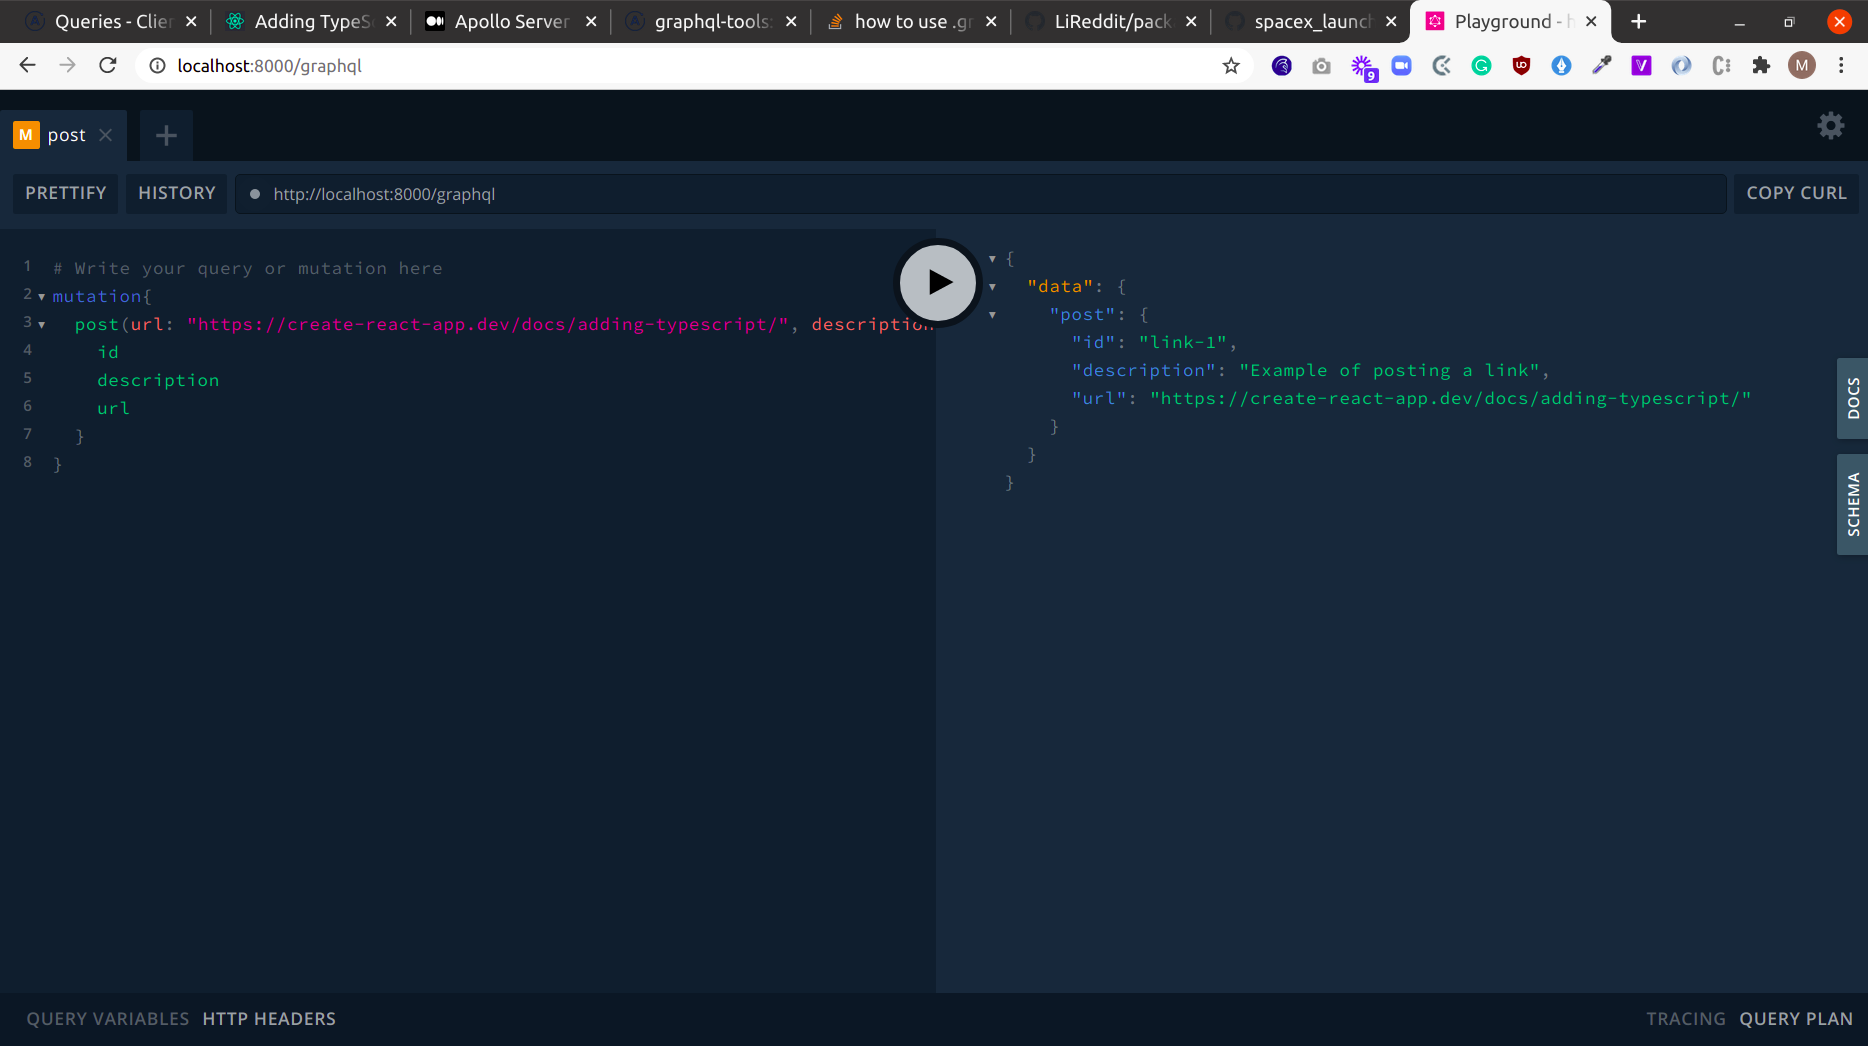 Queries - Clien
Adding TypeSc
Apollo Server
graphql-tools:
how to use .gr
LiReddit/pack
spacex_launch
Playground - h
localhost:8000/graphql
9
M
M post
PRETTIFY
HISTORY
http://localhost:8000/graphql
COPY CURL
1 # Write your query or mutation here
2 mutation{
3 post(url: "https://create-react-app.dev/docs/adding-typescript/", description
4 id
5 description
6 url
7 }
8 }
{
"data": {
"post": {
"id": "link-1",
"description": "Example of posting a link",
"url": "https://create-react-app.dev/docs/adding-typescript/"
}
}
}
DOCS
SCHEMA
QUERY VARIABLES
HTTP HEADERS
TRACING
QUERY PLAN